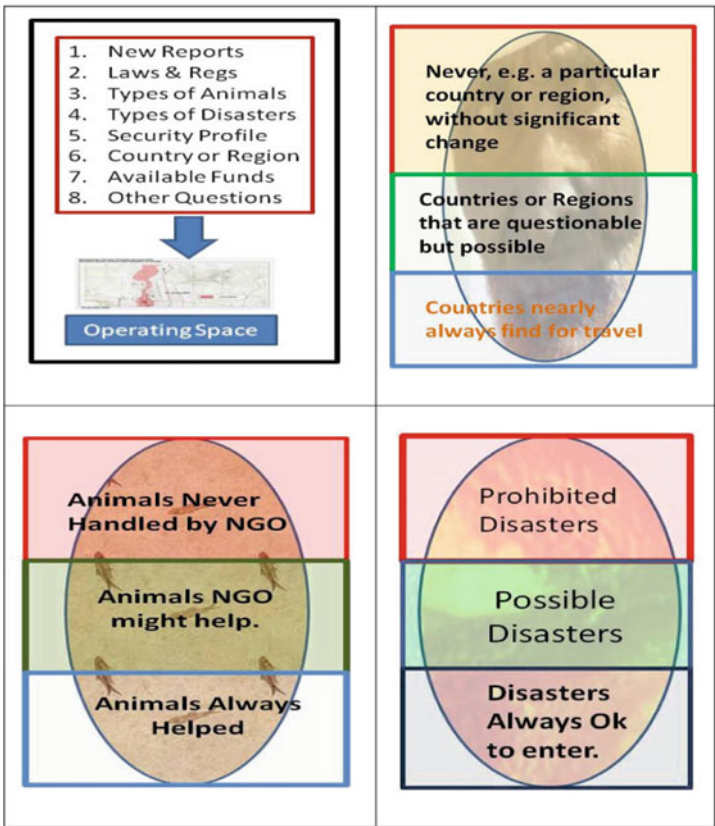 1. New Reports
2. Laws & Regs
3. Types of Animals
4. Types of Disasters
5. Security Profile
6. Country or Region
7. Available Funds
8. Other Questions
Operating Space
Never, e.g. a particular
country or region,
without significant
change
Countries or Regions
that are questionable
but possible
Countries nearly
always find for travel
Animals Never
Handled by NGO
Animals NGO
might help.
Animals Always
Helped
Prohibited
Disasters
Possible
Disasters
Disasters
Always Ok
to enter.